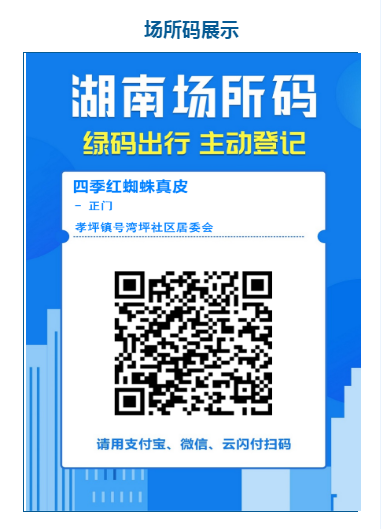 场所码展示
湖南场所码
绿码出行 主动登记
四季红蜘蛛真皮
- 正门
孝坪镇号湾坪社区居委会
请用支付宝、微信、云闪付扫码